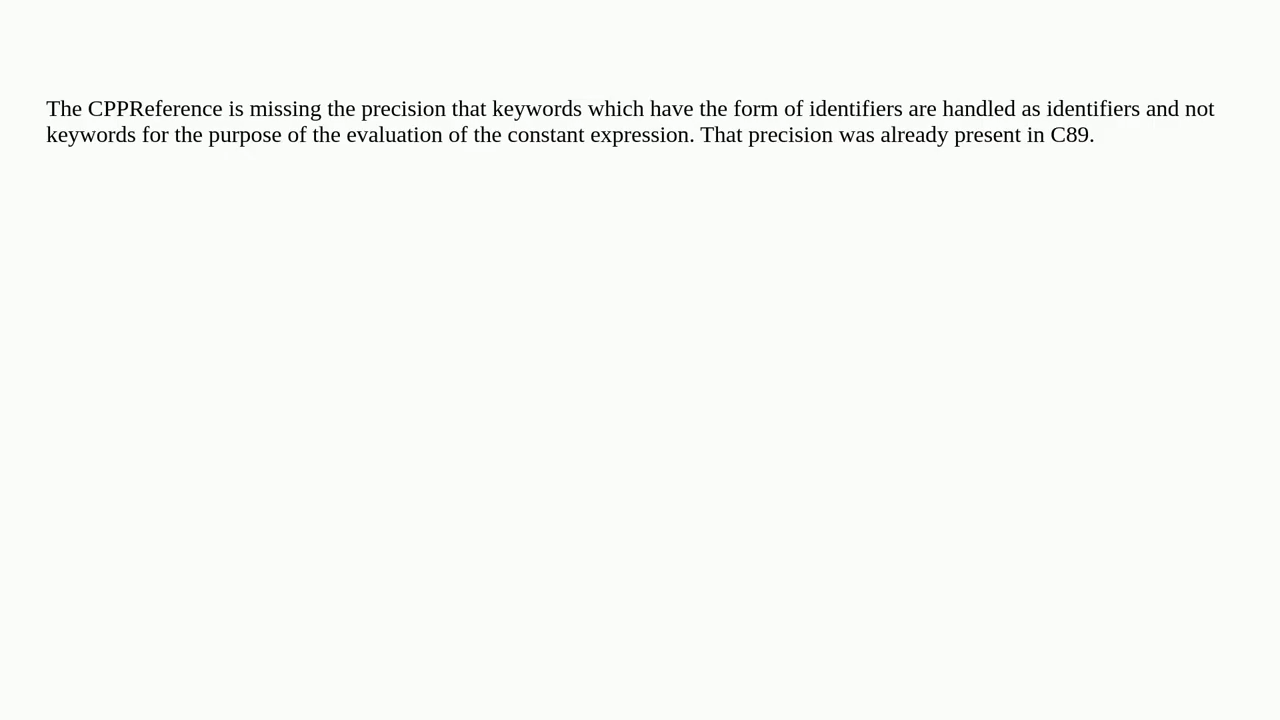 The CPPReference is missing the precision that keywords which have the form of identifiers are handled as identifiers and not
keywords for the purpose of the evaluation of the constant expression. That precision was already present in C89.